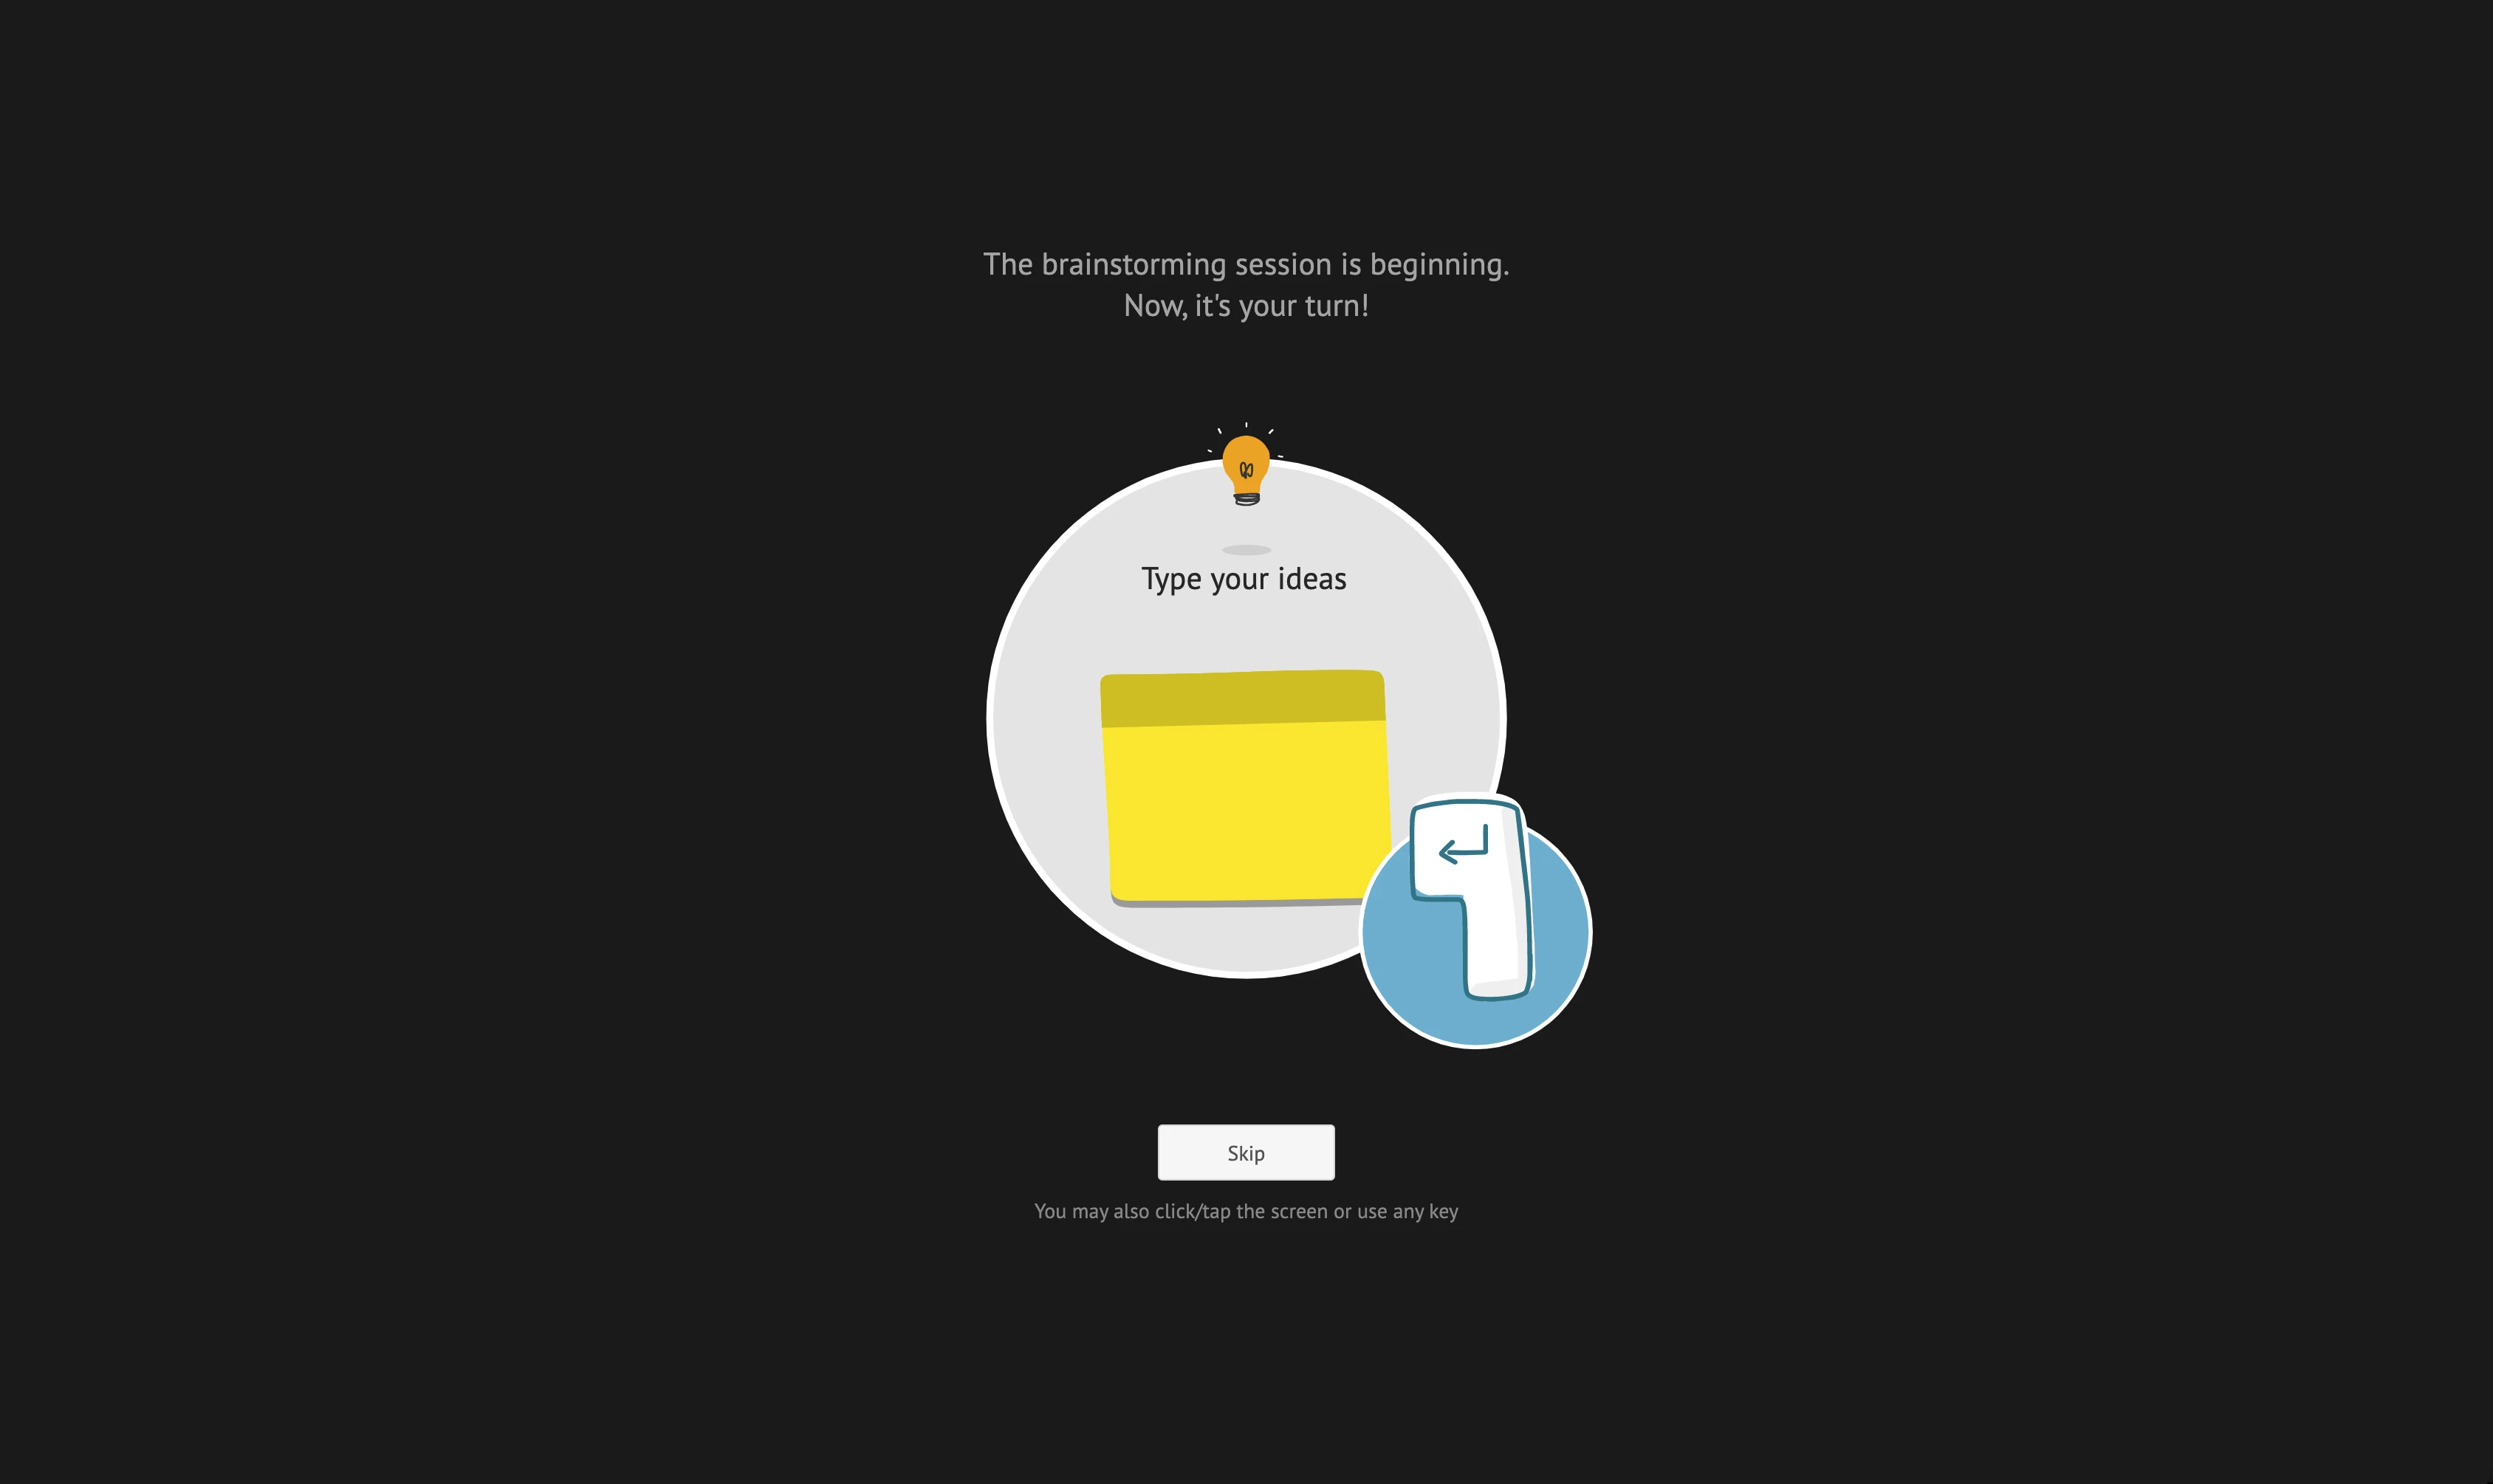 The brainstorming session is beginning.
Now, it's your turn!
Type your ideas
Skip
You may also click/tap the screen or use any key